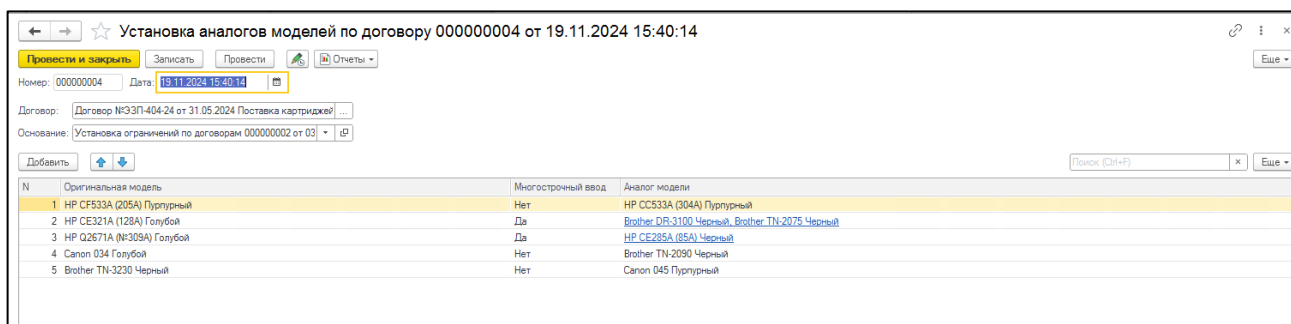 Установка аналогов моделей по договору 000000004 от 19.11.2024 15:40:14
Провести и закрыть Записать Провести Отчеты Еще
Номер: 000000004 Дата: 19.11.2024 15:40:14
Договор: Договор №ЭЗП-404-24 от 31.05.2024 Поставка картриджей ...
Основание: Установка ограничений по договорам 000000002 от 03
Добавить Поиск (Ctrl+F) × Еще
N Оригинальная модель Многострочный ввод Аналог модели
1 HP CF533A (205A) Пурпурный Нет HP CC533A (304A) Пурпурный
2 HP CE321A (128A) Голубой Да Brother DR-3100 Черный, Brother TN-2075 Черный
3 HP Q2671A (№309A) Голубой Да HP CE285A (85A) Черный
4 Canon 034 Голубой Нет Brother TN-2090 Черный
5 Brother TN-3230 Черный Нет Canon 045 Пурпурный